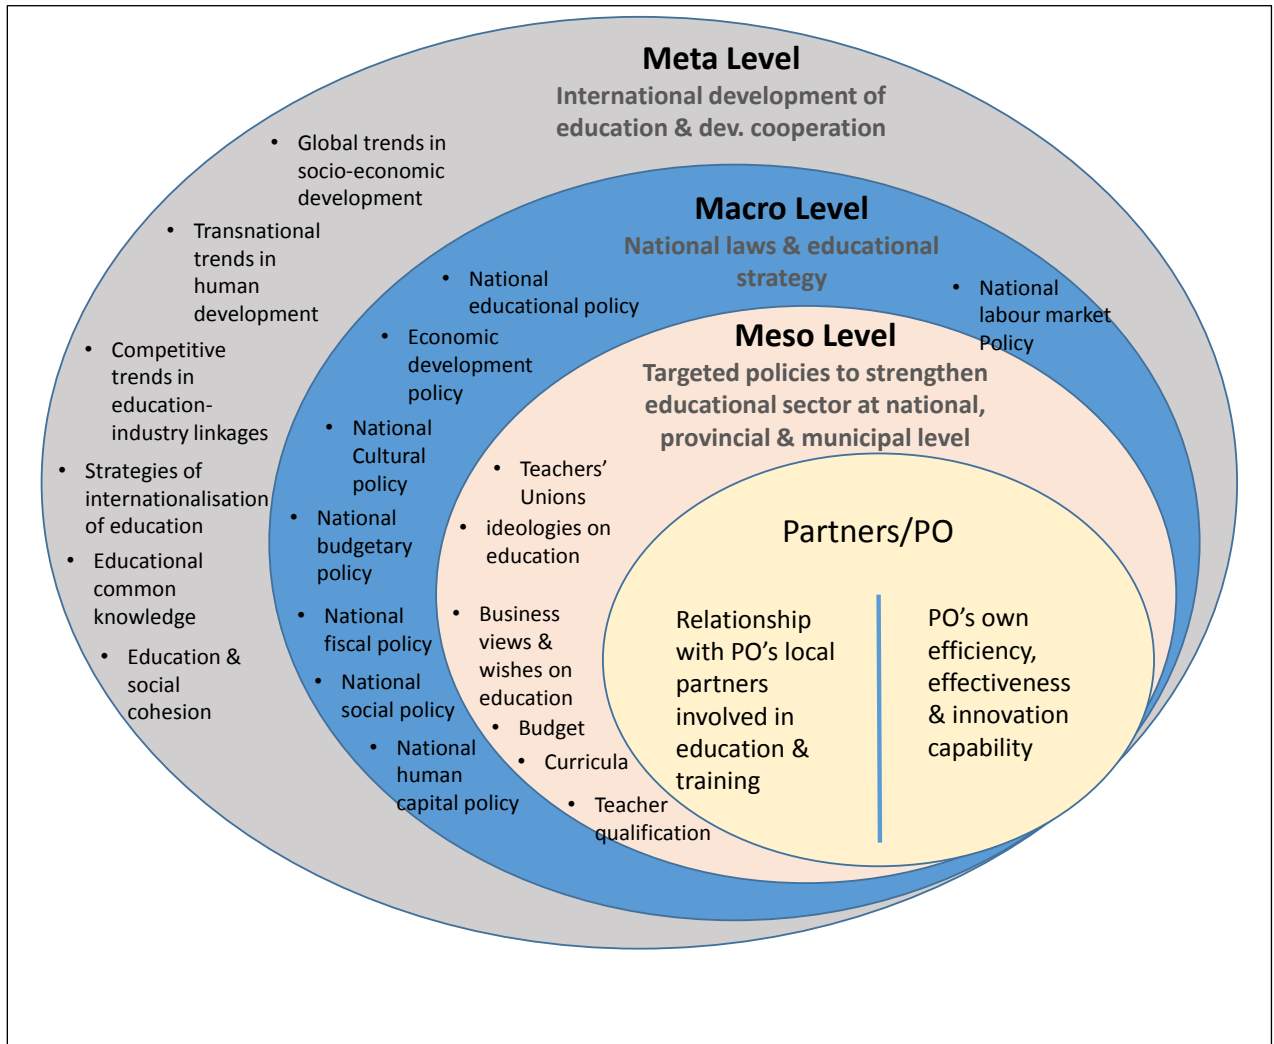 Meta Level
International development of
education & dev. cooperation
• Global trends in
socio-economic
development
• Transnational
trends in
human
development
• Competitive
trends in
education-
industry linkages
• Strategies of
internationalisation
of education
• Educational
common
knowledge
• Education &
social
cohesion
Macro Level
National laws & educational
strategy
• National
educational policy
• Economic
development
policy
• National
Cultural
policy
• National
budgetary
policy
• National
fiscal policy
• National
social policy
• National
human
capital policy
• National
labour market
Policy
Meso Level
Targeted policies to strengthen
educational sector at national,
provincial & municipal level
• Teachers’
Unions
• ideologies on
education
• Business
views &
wishes on
education
• Budget
• Curricula
• Teacher
qualification
Partners/PO
Relationship
with PO’s local
partners
involved in
education &
training
PO’s own
efficiency,
effectiveness
& innovation
capability